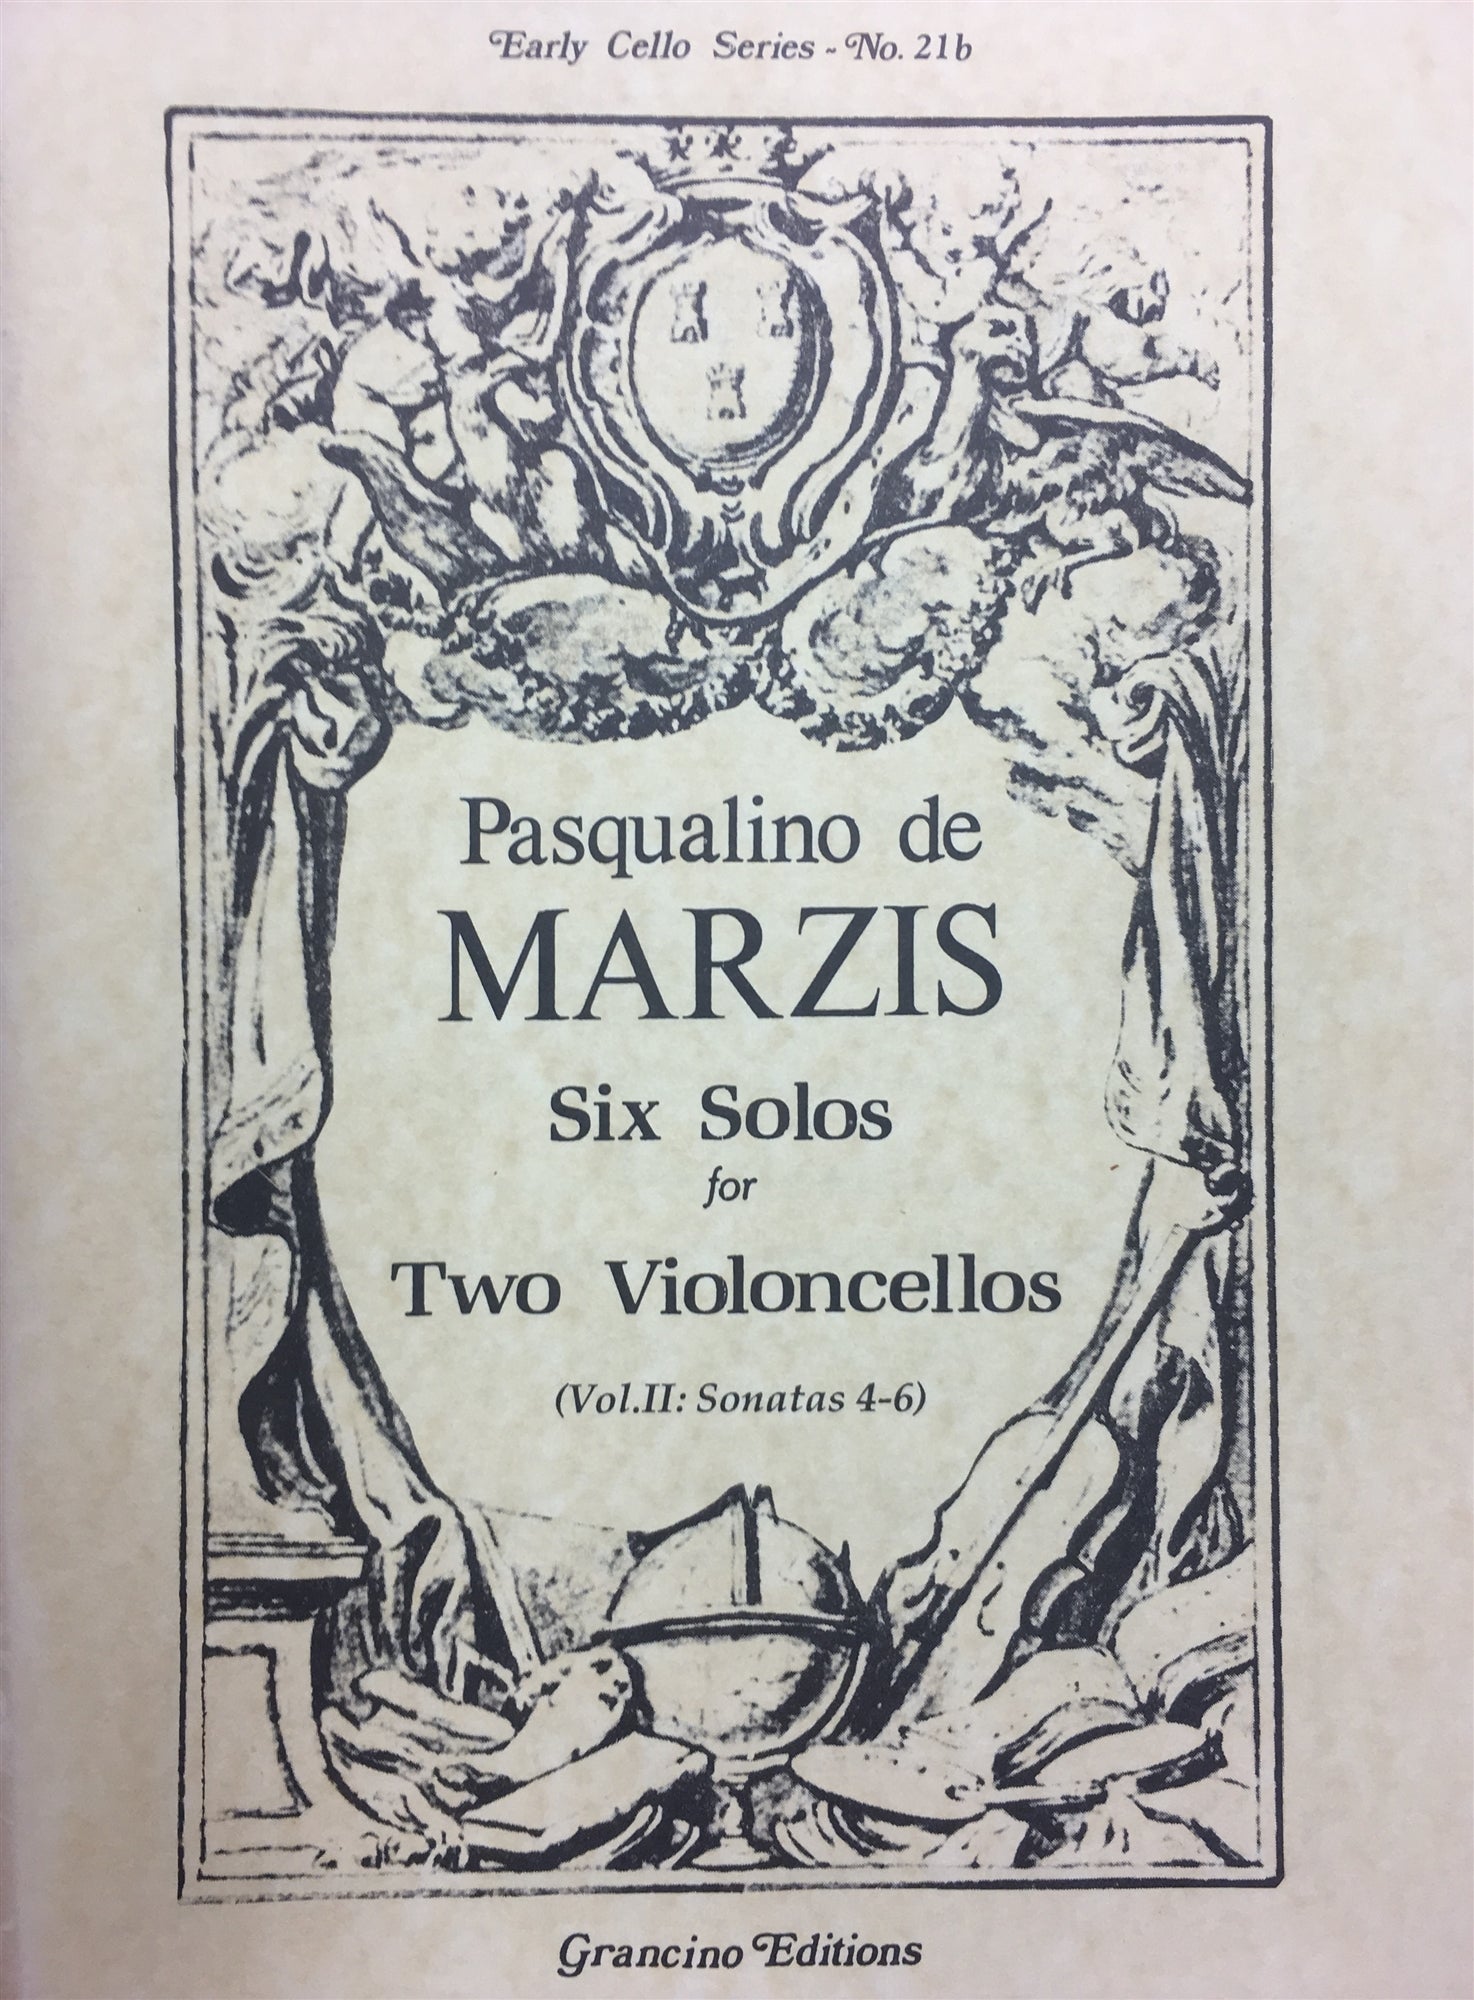 Early Cello Series - No. 21b
Pasqualino de
MARZIS
Six Solos
for
Two Violoncellos
(Vol.II: Sonatas 4-6)
Grancino Editions